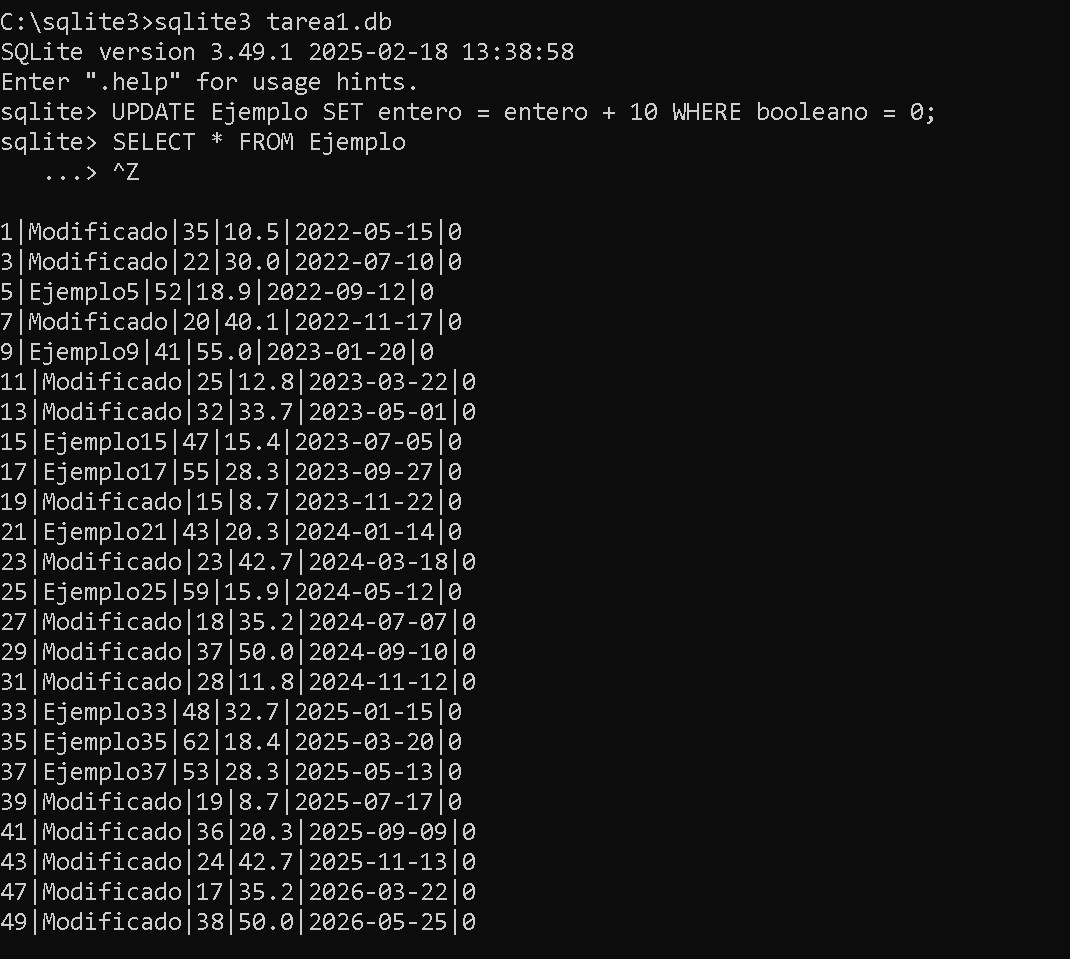 C:\sqlite3>sqlite3 tarea1.db
SQLite version 3.49.1 2025-02-18 13:38:58
Enter ".help" for usage hints.
sqlite> UPDATE Ejemplo SET entero = entero + 10 WHERE booleano = 0;
sqlite> SELECT * FROM Ejemplo
   ...> ^Z

1|Modificado|35|10.5|2022-05-15|0
3|Modificado|22|30.0|2022-07-10|0
5|Ejemplo5|52|18.9|2022-09-12|0
7|Modificado|20|40.1|2022-11-17|0
9|Ejemplo9|41|55.0|2023-01-20|0
11|Modificado|25|12.8|2023-03-22|0
13|Modificado|32|33.7|2023-05-01|0
15|Ejemplo15|47|15.4|2023-07-05|0
17|Ejemplo17|55|28.3|2023-09-27|0
19|Modificado|15|8.7|2023-11-22|0
21|Ejemplo21|43|20.3|2024-01-14|0
23|Modificado|23|42.7|2024-03-18|0
25|Ejemplo25|59|15.9|2024-05-12|0
27|Modificado|18|35.2|2024-07-07|0
29|Modificado|37|50.0|2024-09-10|0
31|Modificado|28|11.8|2024-11-12|0
33|Ejemplo33|48|32.7|2025-01-15|0
35|Ejemplo35|62|18.4|2025-03-20|0
37|Ejemplo37|53|28.3|2025-05-13|0
39|Modificado|19|8.7|2025-07-17|0
41|Modificado|36|20.3|2025-09-09|0
43|Modificado|24|42.7|2025-11-13|0
47|Modificado|17|35.2|2026-03-22|0
49|Modificado|38|50.0|2026-05-25|0